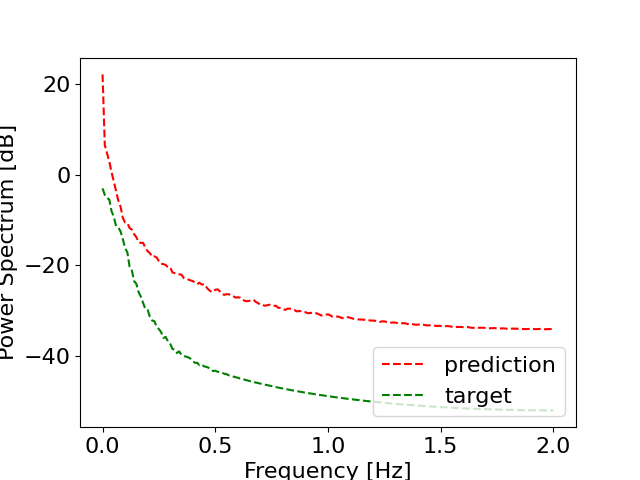 Power Spectrum [dB]
20
0
−20
−40
prediction
target
0.0 0.5 1.0 1.5 2.0
Frequency [Hz]